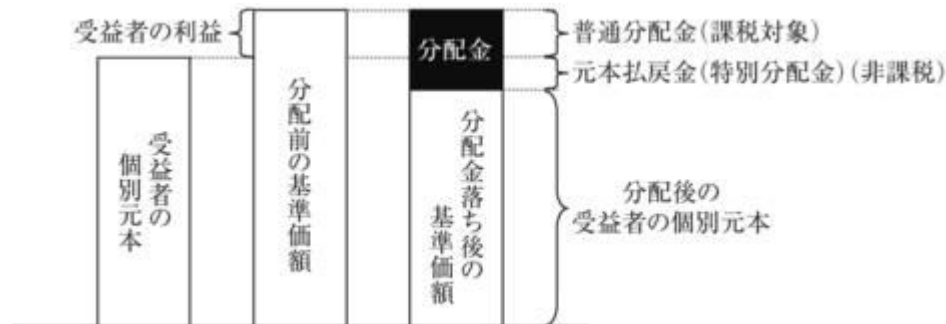 受益者の利益
受益者の
個別元本
分配前の基準価額
分配金
分配金落ち後の
基準価額
普通分配金(課税対象)
元本払戻金(特別分配金)(非課税)
分配後の
受益者の個別元本